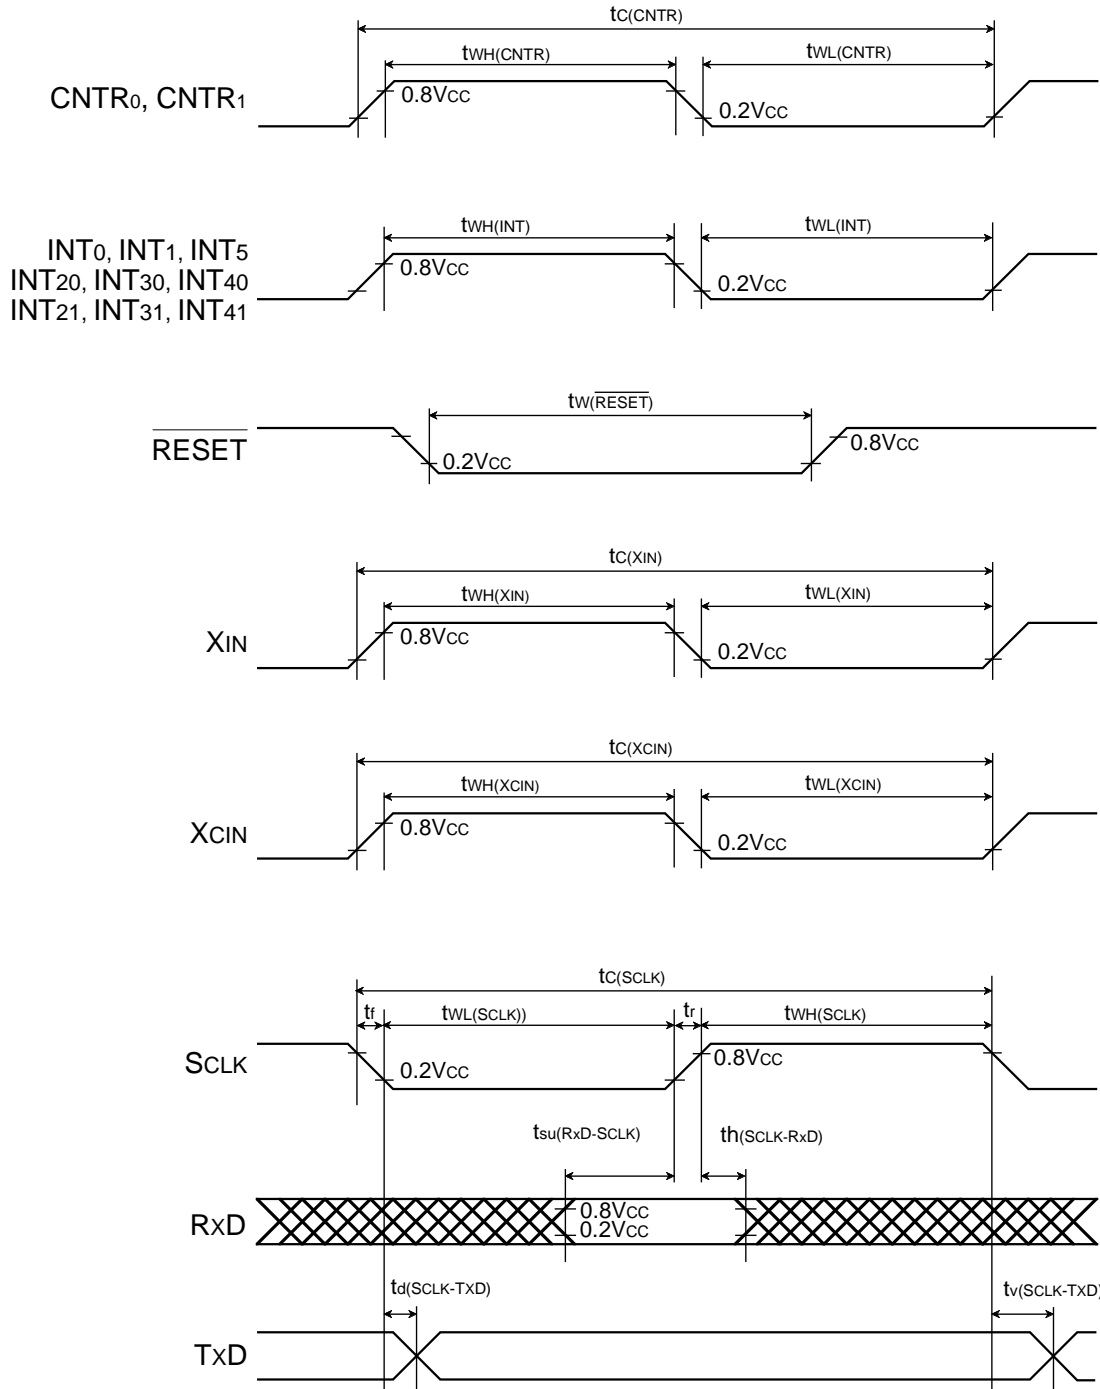 tC(CNTR)
tWH(CNTR) tWL(CNTR)
CNTR0, CNTR1
0.8VCC
0.2VCC
tWH(INT) tWL(INT)
INT0, INT1, INT5
INT20, INT30, INT40
INT21, INT31, INT41
0.8VCC
0.2VCC
tW(RESET)
RESET
0.2VCC
0.8VCC
tC(XIN)
tWH(XIN) tWL(XIN)
XIN
0.8VCC
0.2VCC
tC(XCIN)
tWH(XCIN) tWL(XCIN)
XCIN
0.8VCC
0.2VCC
tC(SCLK)
tf tWL(SCLK)) tr tWH(SCLK)
SCLK
0.2VCC
0.8VCC
tsu(RxD-SCLK) th(SCLK-RxD)
RXD
0.8VCC
0.2VCC
td(SCLK-TXD) tv(SCLK-TXD)
TXD